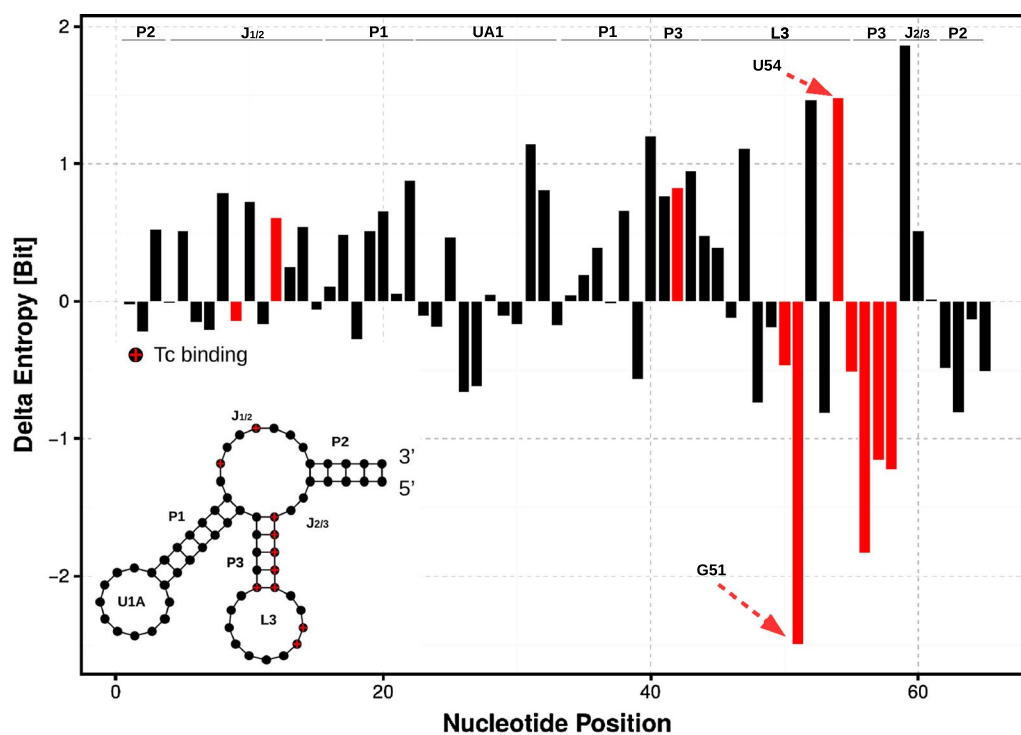 P2 J1/2 P1 UA1 P1 P3 L3 P3 J2/3 P2
2
U54
1
0
Tc binding
−1
J1/2
P2
3’
5’
P1
J2/3
P3
−2
G51
U1A
L3
0 20 40 60
Nucleotide Position
Delta Entropy [Bit]